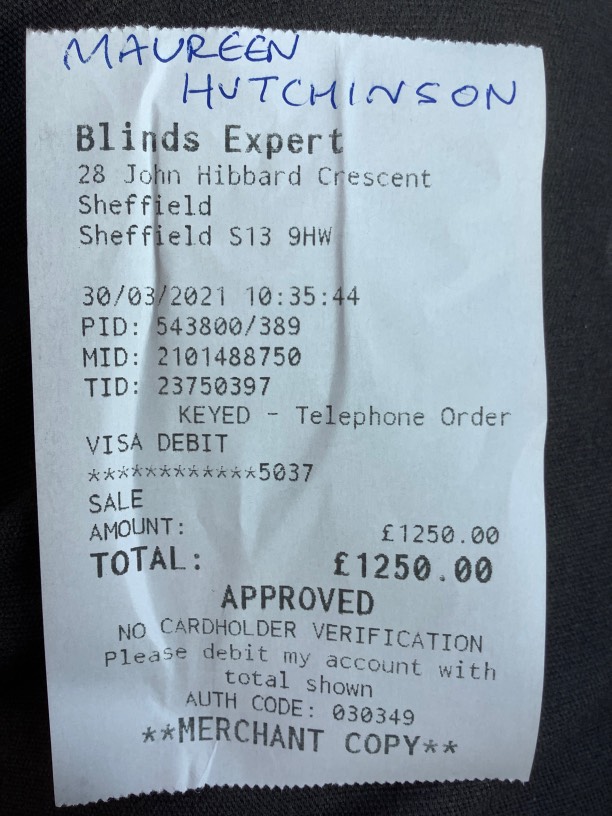 MAUREEN
HUTCHINSON
Blinds Expert
28 John Hibbard Crescent
Sheffield
Sheffield S13 9HW
30/03/2021 10:35:44
PID: 543800/389
MID: 2101488750
TID: 23750397
KEYED - Telephone Order
VISA DEBIT
************5037
SALE
AMOUNT: £1250.00
TOTAL: £1250.00
APPROVED
NO CARDHOLDER VERIFICATION
Please debit my account with
total shown
AUTH CODE: 030349
**MERCHANT COPY**